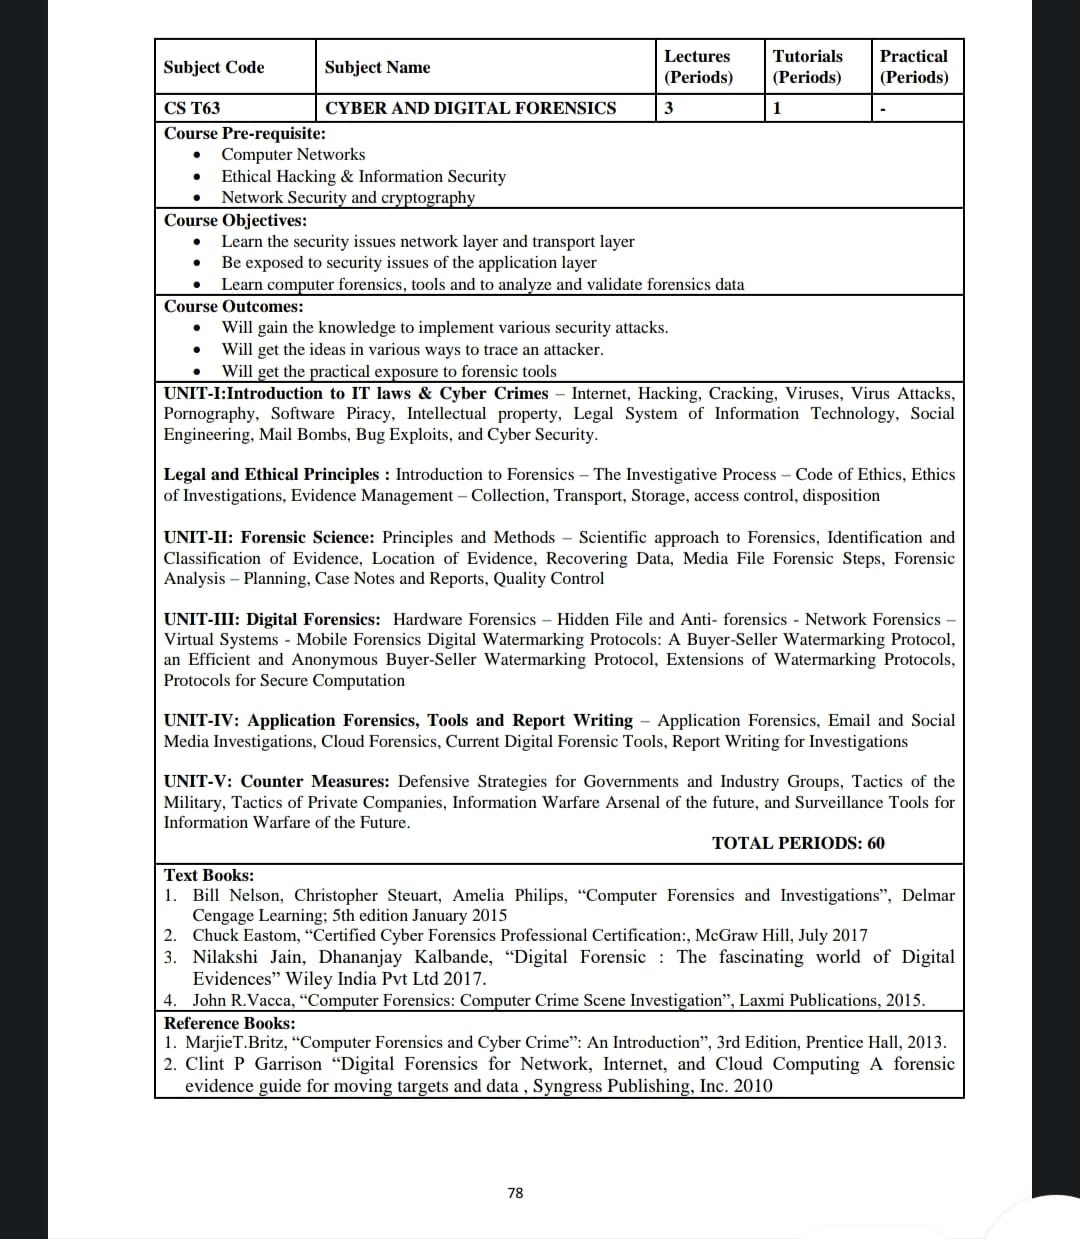 Subject Code Subject Name Lectures (Periods) Tutorials (Periods) Practical (Periods)
CS T63 CYBER AND DIGITAL FORENSICS 3 1 -
Course Pre-requisite:
• Computer Networks
• Ethical Hacking & Information Security
• Network Security and cryptography
Course Objectives:
• Learn the security issues network layer and transport layer
• Be exposed to security issues of the application layer
• Learn computer forensics, tools and to analyze and validate forensics data
Course Outcomes:
• Will gain the knowledge to implement various security attacks.
• Will get the ideas in various ways to trace an attacker.
• Will get the practical exposure to forensic tools
UNIT-I:Introduction to IT laws & Cyber Crimes – Internet, Hacking, Cracking, Viruses, Virus Attacks,
Pornography, Software Piracy, Intellectual property, Legal System of Information Technology, Social
Engineering, Mail Bombs, Bug Exploits, and Cyber Security.
Legal and Ethical Principles : Introduction to Forensics – The Investigative Process – Code of Ethics, Ethics
of Investigations, Evidence Management – Collection, Transport, Storage, access control, disposition
UNIT-II: Forensic Science: Principles and Methods – Scientific approach to Forensics, Identification and
Classification of Evidence, Location of Evidence, Recovering Data, Media File Forensic Steps, Forensic
Analysis – Planning, Case Notes and Reports, Quality Control
UNIT-III: Digital Forensics: Hardware Forensics – Hidden File and Anti- forensics - Network Forensics –
Virtual Systems - Mobile Forensics Digital Watermarking Protocols: A Buyer-Seller Watermarking Protocol,
an Efficient and Anonymous Buyer-Seller Watermarking Protocol, Extensions of Watermarking Protocols,
Protocols for Secure Computation
UNIT-IV: Application Forensics, Tools and Report Writing – Application Forensics, Email and Social
Media Investigations, Cloud Forensics, Current Digital Forensic Tools, Report Writing for Investigations
UNIT-V: Counter Measures: Defensive Strategies for Governments and Industry Groups, Tactics of the
Military, Tactics of Private Companies, Information Warfare Arsenal of the future, and Surveillance Tools for
Information Warfare of the Future.
TOTAL PERIODS: 60
Text Books:
1. Bill Nelson, Christopher Steuart, Amelia Philips, “Computer Forensics and Investigations”, Delmar
Cengage Learning; 5th edition January 2015
2. Chuck Eastom, “Certified Cyber Forensics Professional Certification:, McGraw Hill, July 2017
3. Nilakshi Jain, Dhananjay Kalbande, “Digital Forensic : The fascinating world of Digital
Evidences” Wiley India Pvt Ltd 2017.
4. John R.Vacca, “Computer Forensics: Computer Crime Scene Investigation”, Laxmi Publications, 2015.
Reference Books:
1. MarjieT.Britz, “Computer Forensics and Cyber Crime”: An Introduction”, 3rd Edition, Prentice Hall, 2013.
2. Clint P Garrison “Digital Forensics for Network, Internet, and Cloud Computing A forensic
evidence guide for moving targets and data , Syngress Publishing, Inc. 2010
78